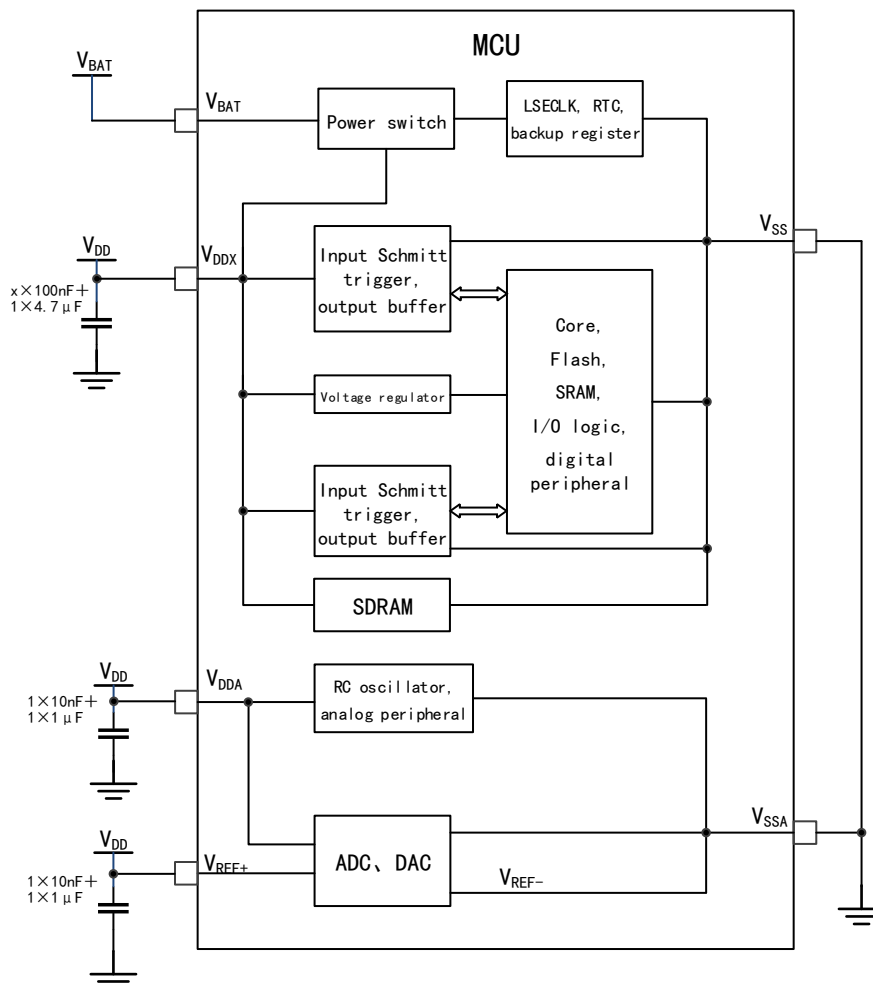 MCU
VBAT
VBAT
Power switch
LSECLK, RTC,
backup register
VSS
VDD
VDDX
x×100nF+
1×4.7μF
Input Schmitt
trigger,
output buffer
Core,
Flash,
SRAM,
I/O logic,
digital
peripheral
Voltage regulator
Input Schmitt
trigger,
output buffer
SDRAM
VDD
VDDA
1×10nF+
1×1μF
RC oscillator,
analog peripheral
VSSA
VDD
VREF+
1×10nF+
1×1μF
ADC、DAC
VREF-